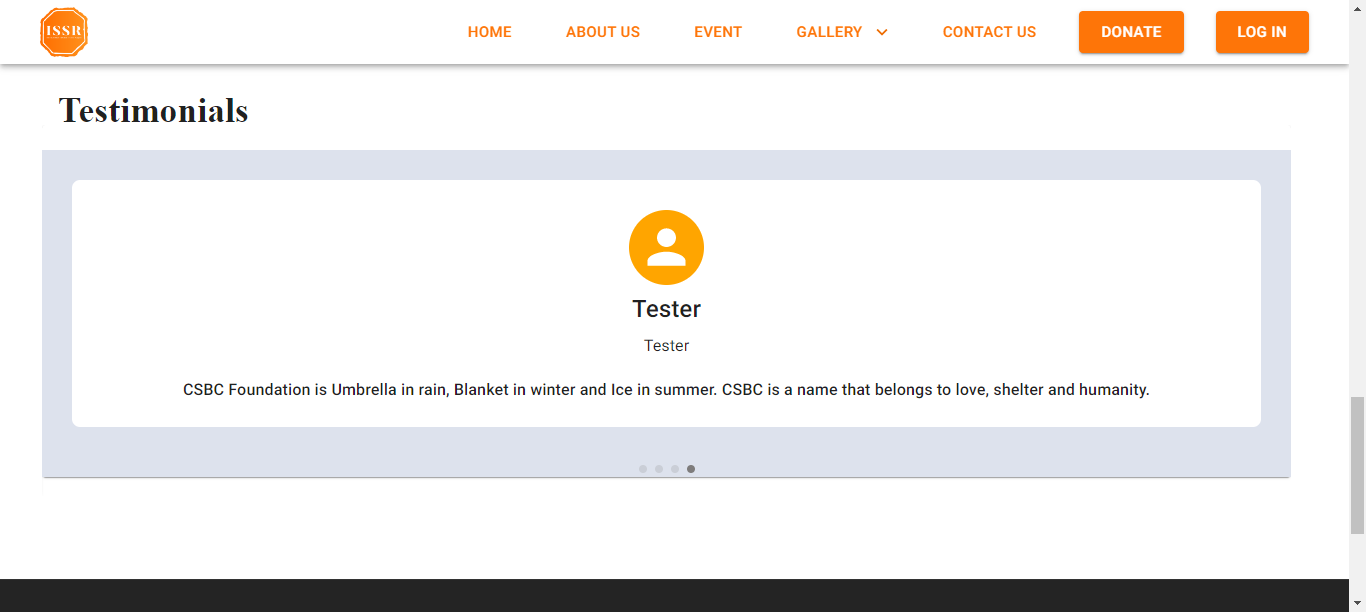 ISSR
HOME ABOUT US EVENT GALLERY CONTACT US DONATE LOG IN
Testimonials
Tester
Tester
CSBC Foundation is Umbrella in rain, Blanket in winter and Ice in summer. CSBC is a name that belongs to love, shelter and humanity.